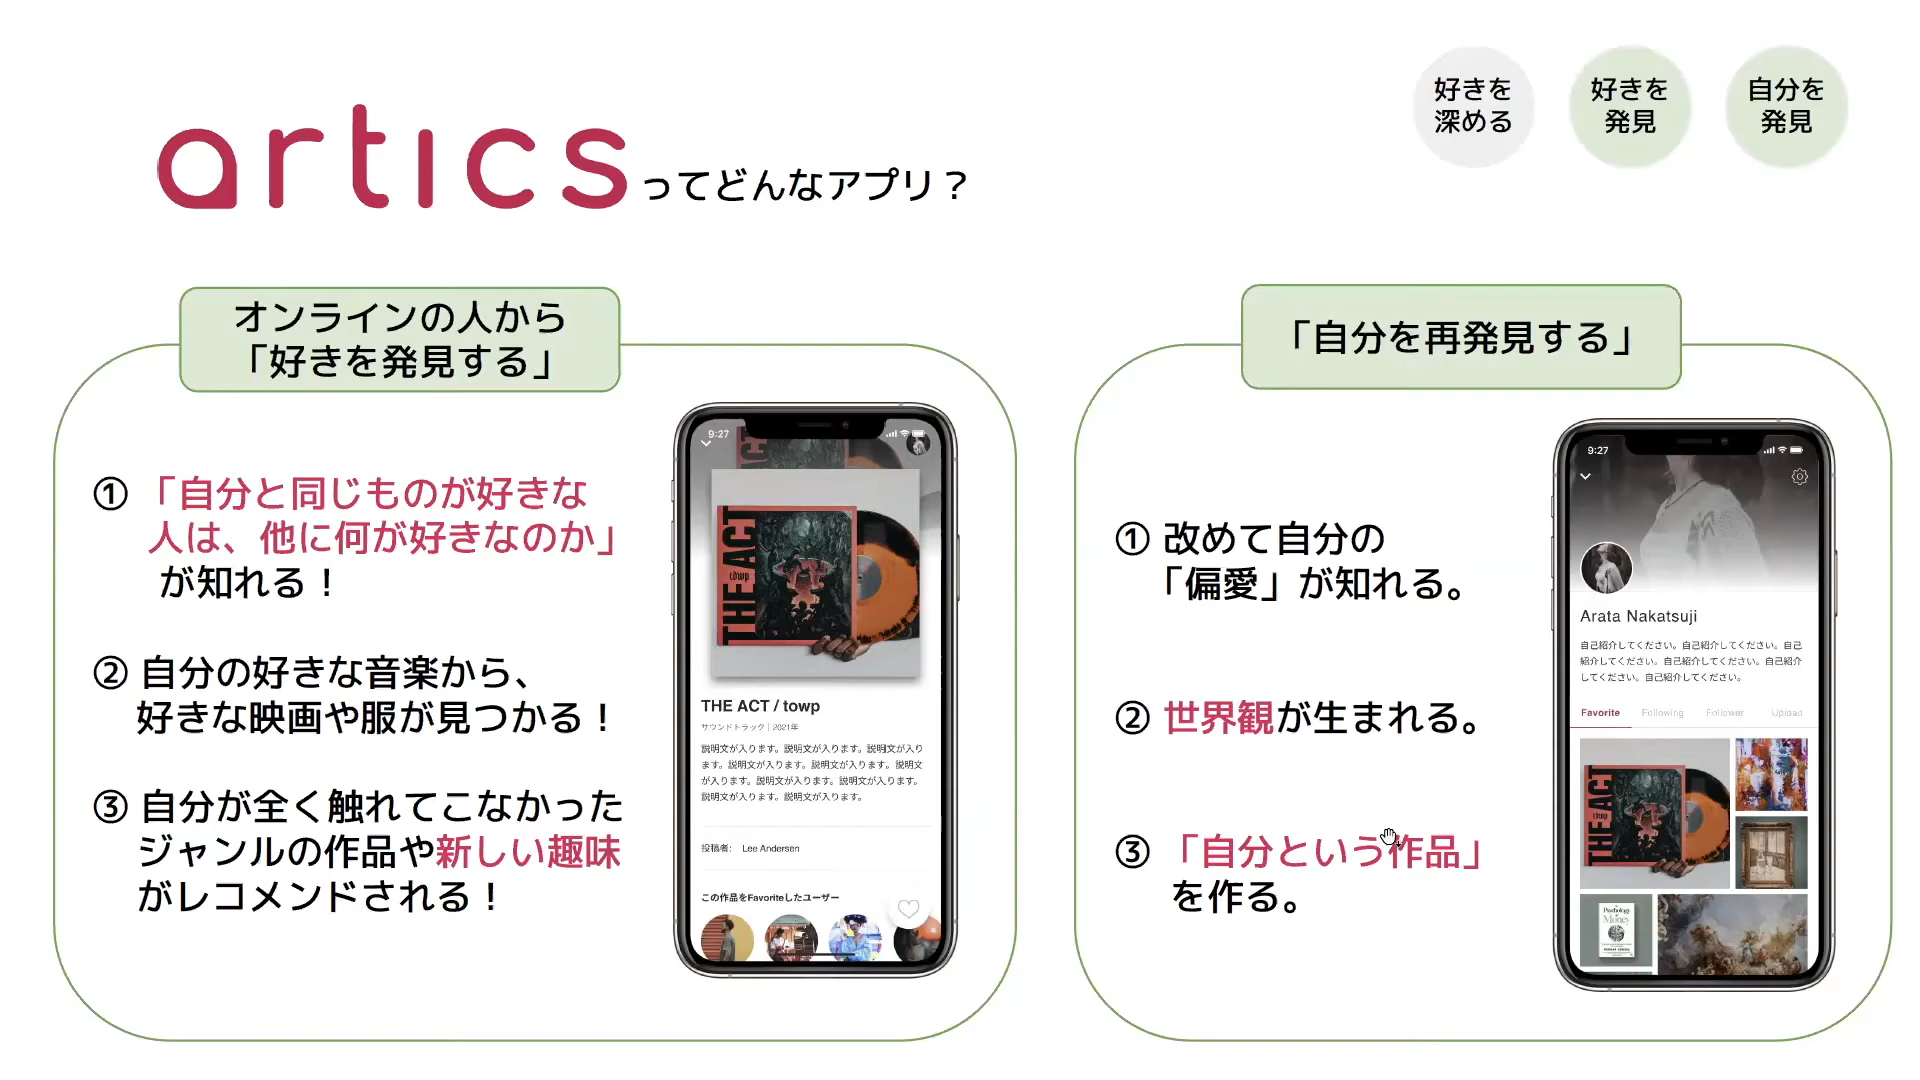 artics ってどんなアプリ？
好きを
深める
好きを
発見
自分を
発見
オンラインの人から
「好きを発見する」
① 「自分と同じものが好きな
人は、他に何が好きなのか」
が知れる！
② 自分の好きな音楽から、
好きな映画や服が見つかる！
③ 自分が全く触れてこなかった
ジャンルの作品や新しい趣味
がレコメンドされる！
9:27
THE ACT
tdwp
THE ACT / towp
サウンドトラック｜2021年
説明文が入ります。説明文が入ります。説明文が入り
ます。説明文が入ります。説明文が入ります。説明文
が入ります。説明文が入ります。説明文が入ります。
説明文が入ります。説明文が入ります。
投稿者： Lee Andersen
この作品をFavoriteしたユーザー
「自分を再発見する」
① 改めて自分の
「偏愛」が知れる。
② 世界観が生まれる。
③ 「自分という作品」
を作る。
9:27
Arata Nakatsuji
自己紹介してください。自己紹介してください。自己
紹介してください。自己紹介してください。自己紹介
してください。自己紹介してください。
Favorite Following Follower Upload
THE ACT
tdwp
The
Psychology
of
Money